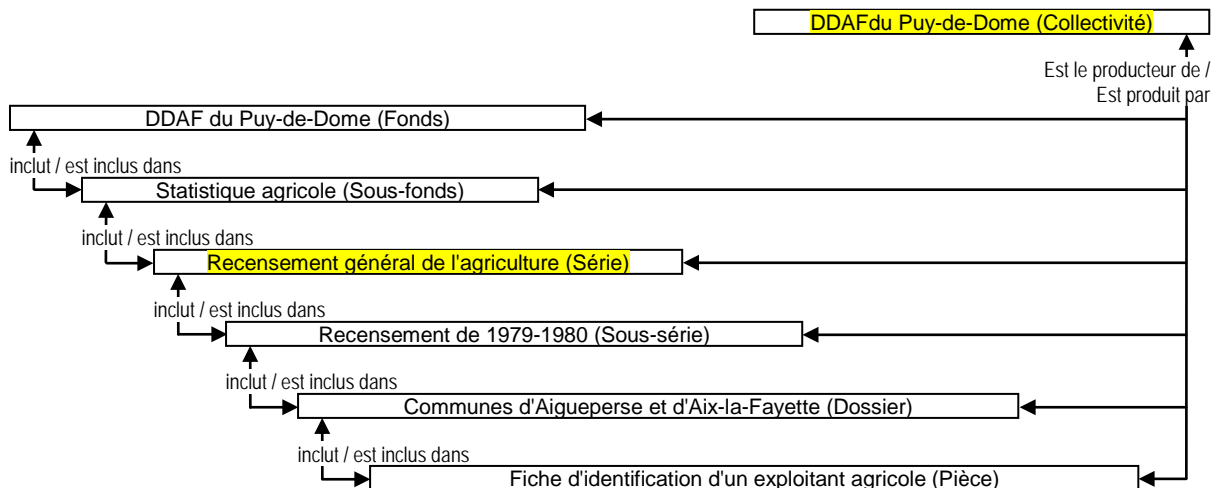 DDAFdu Puy-de-Dome (Collectivité)
Est le producteur de /
Est produit par
DDAF du Puy-de-Dome (Fonds)
inclut / est inclus dans
Statistique agricole (Sous-fonds)
inclut / est inclus dans
Recensement général de l'agriculture (Série)
inclut / est inclus dans
Recensement de 1979-1980 (Sous-série)
inclut / est inclus dans
Communes d'Aigueperse et d'Aix-la-Fayette (Dossier)
inclut / est inclus dans
Fiche d'identification d'un exploitant agricole (Pièce)